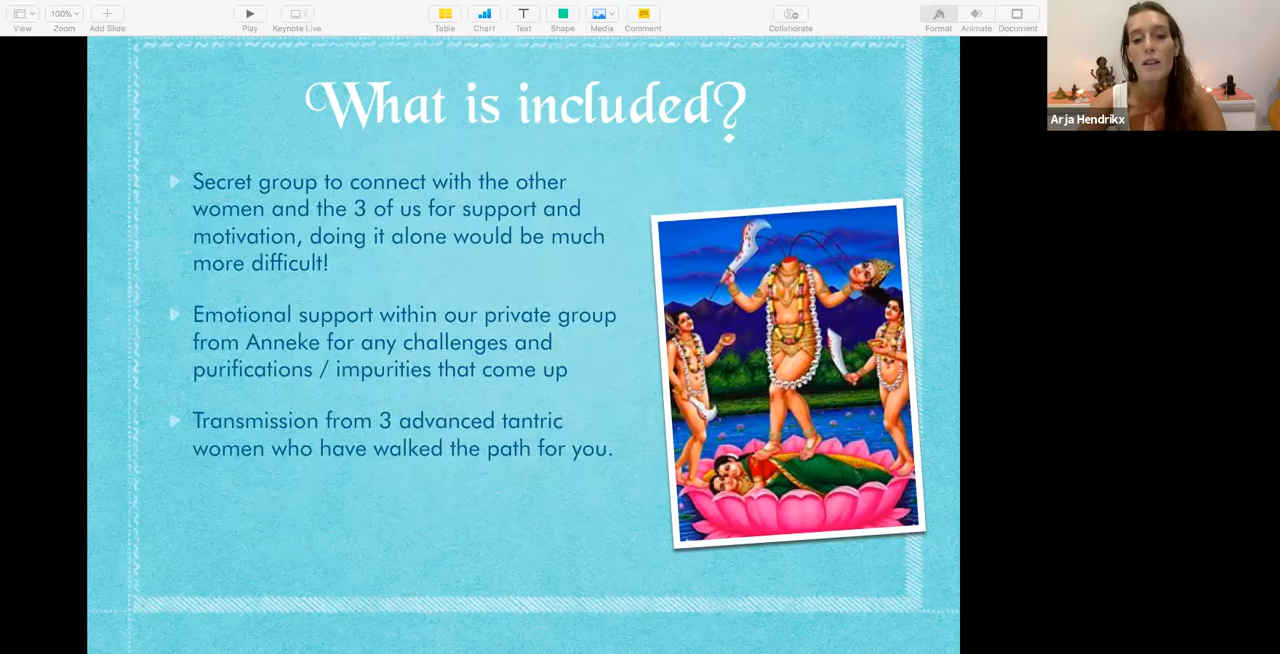 View
100%
Zoom
Add Slide
Play
Keynote Live
Table
Chart
Text
Shape
Media
Comment
Collaborate
Format
Animate
Document
Arja Hendrikx
What is included?
Secret group to connect with the other
women and the 3 of us for support and
motivation, doing it alone would be much
more difficult!
Emotional support within our private group
from Anneke for any challenges and
purifications / impurities that come up
Transmission from 3 advanced tantric
women who have walked the path for you.